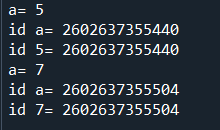 a= 5
id a= 2602637355440
id 5= 2602637355440
a= 7
id a= 2602637355504
id 7= 2602637355504